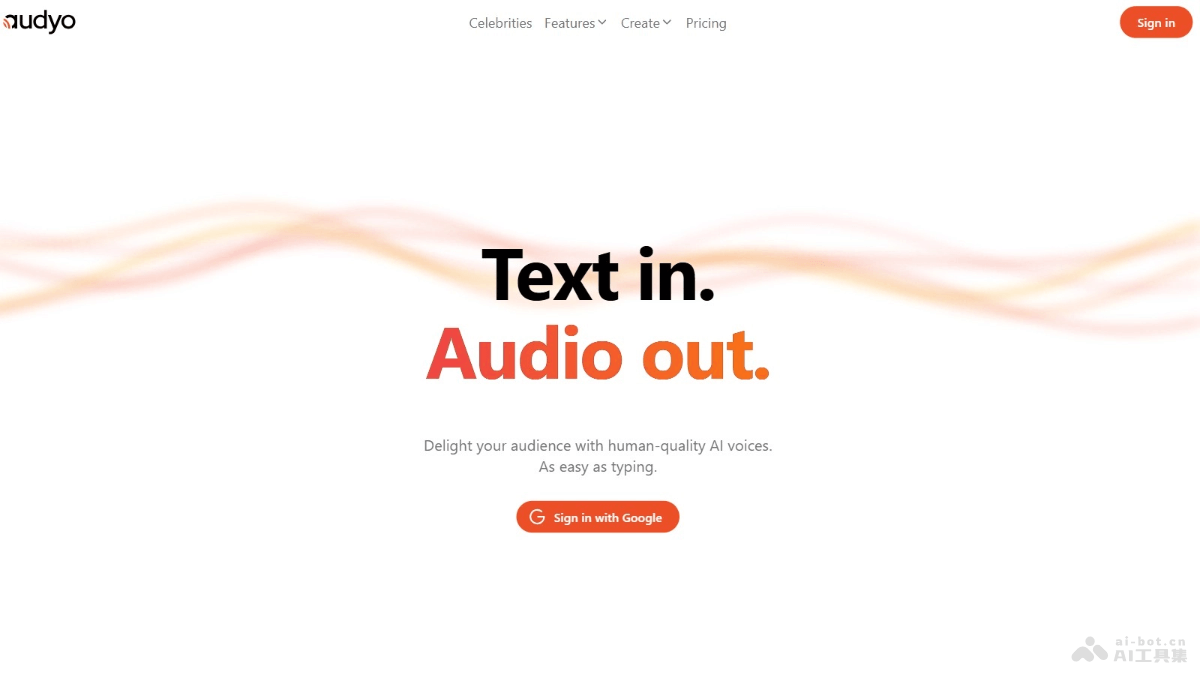 audyo
Celebrities
Features
Create
Pricing
Sign in
Text in.
Audio out.
Delight your audience with human-quality AI voices.
As easy as typing.
Sign in with Google
ai-bot.cn
AI工具集